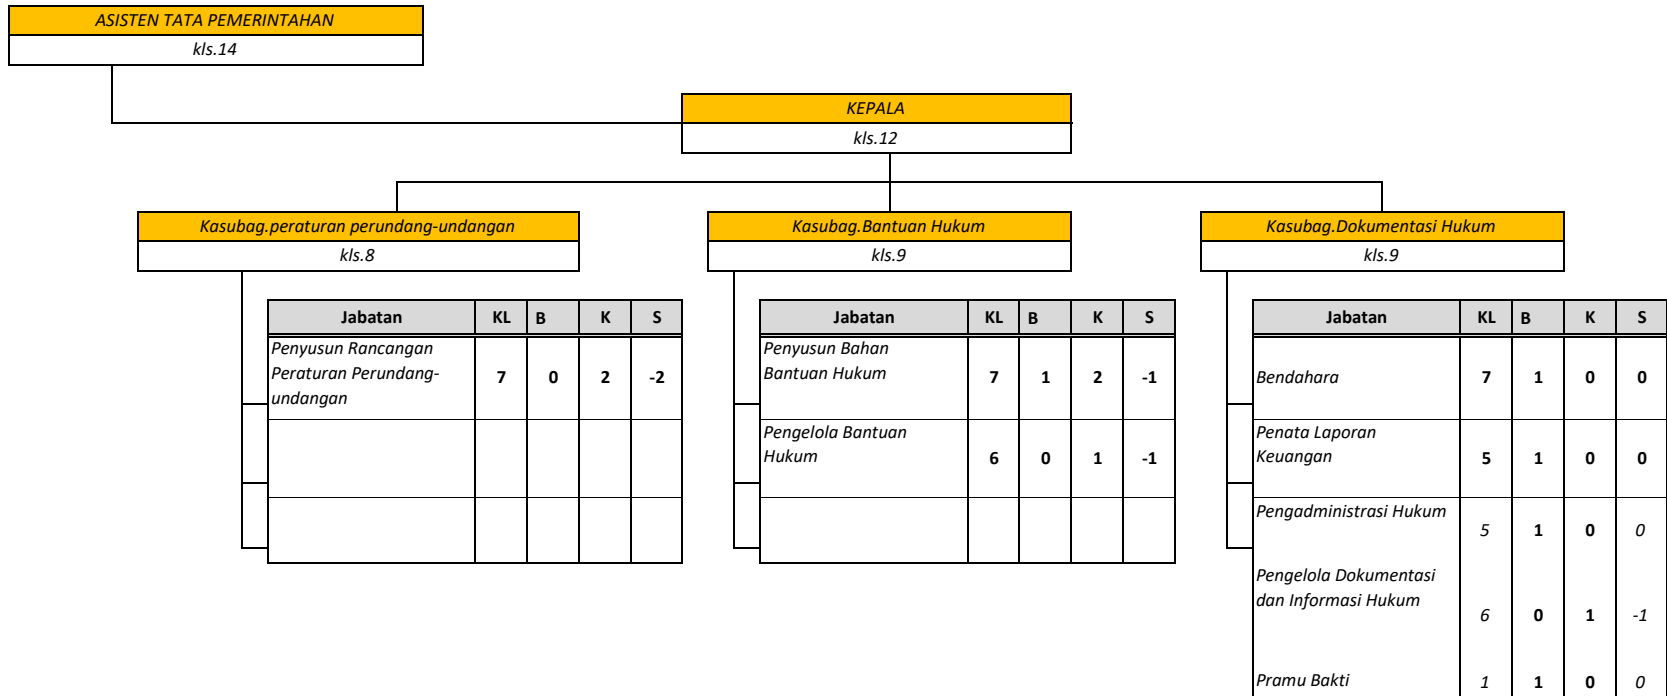 ASISTEN TATA PEMERINTAHAN
kls.14
KEPALA
kls.12
Kasubag.peraturan perundang-undangan
kls.8
Kasubag.Bantuan Hukum
kls.9
Kasubag.Dokumentasi Hukum
kls.9
Jabatan KL B K S
Penyusun Rancangan
Peraturan Perundang-
undangan
7 0 2 -2
Jabatan KL B K S
Penyusun Bahan
Bantuan Hukum
7 1 2 -1
Pengelola Bantuan
Hukum
6 0 1 -1
Jabatan KL B K S
Bendahara 7 1 0 0
Penata Laporan
Keuangan
5 1 0 0
Pengadministrasi Hukum
5 1 0 0
Pengelola Dokumentasi
dan Informasi Hukum
6 0 1 -1
Pramu Bakti 1 1 0 0